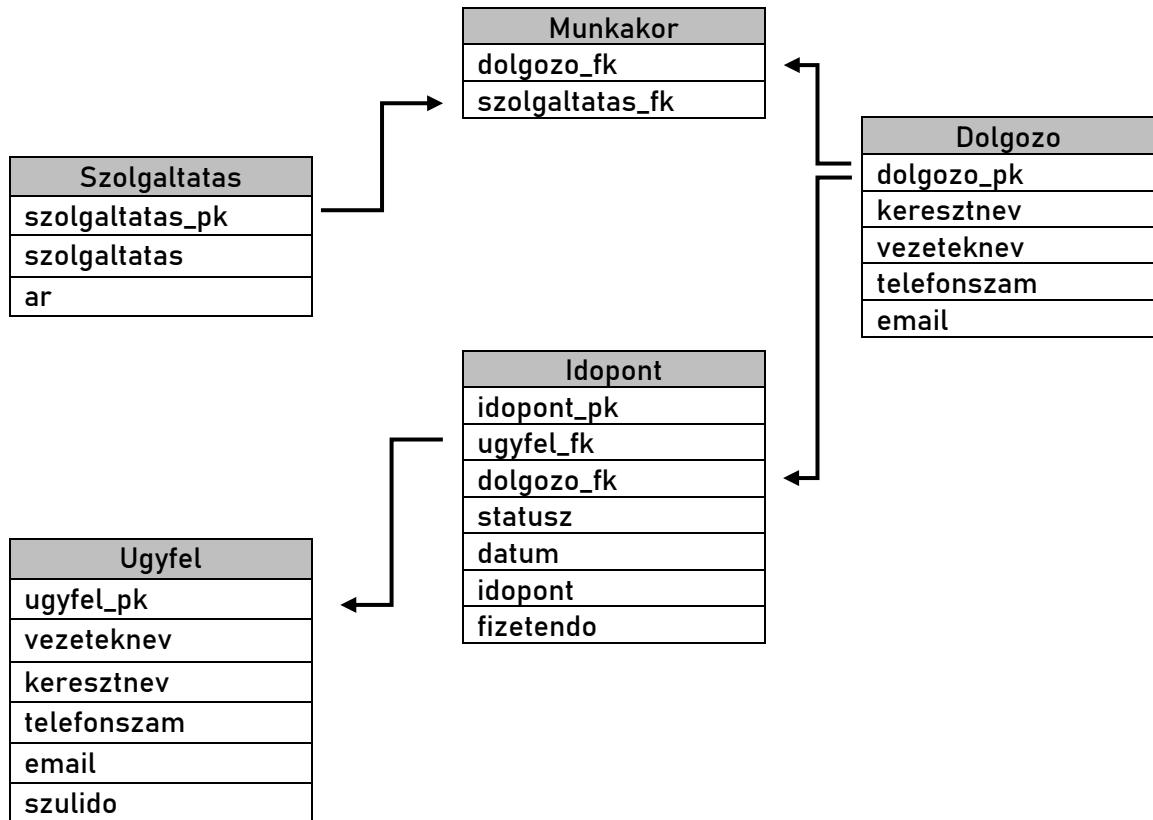 Munkakor
dolgozo_fk
szolgaltatas_fk
Dolgozo
dolgozo_pk
keresztnev
vezeteknev
telefonszam
email
Szolgaltatas
szolgaltatas_pk
szolgaltatas
ar
Idopont
idopont_pk
ugyfel_fk
dolgozo_fk
statusz
datum
idopont
fizetendo
Ugyfel
ugyfel_pk
vezeteknev
keresztnev
telefonszam
email
szulido